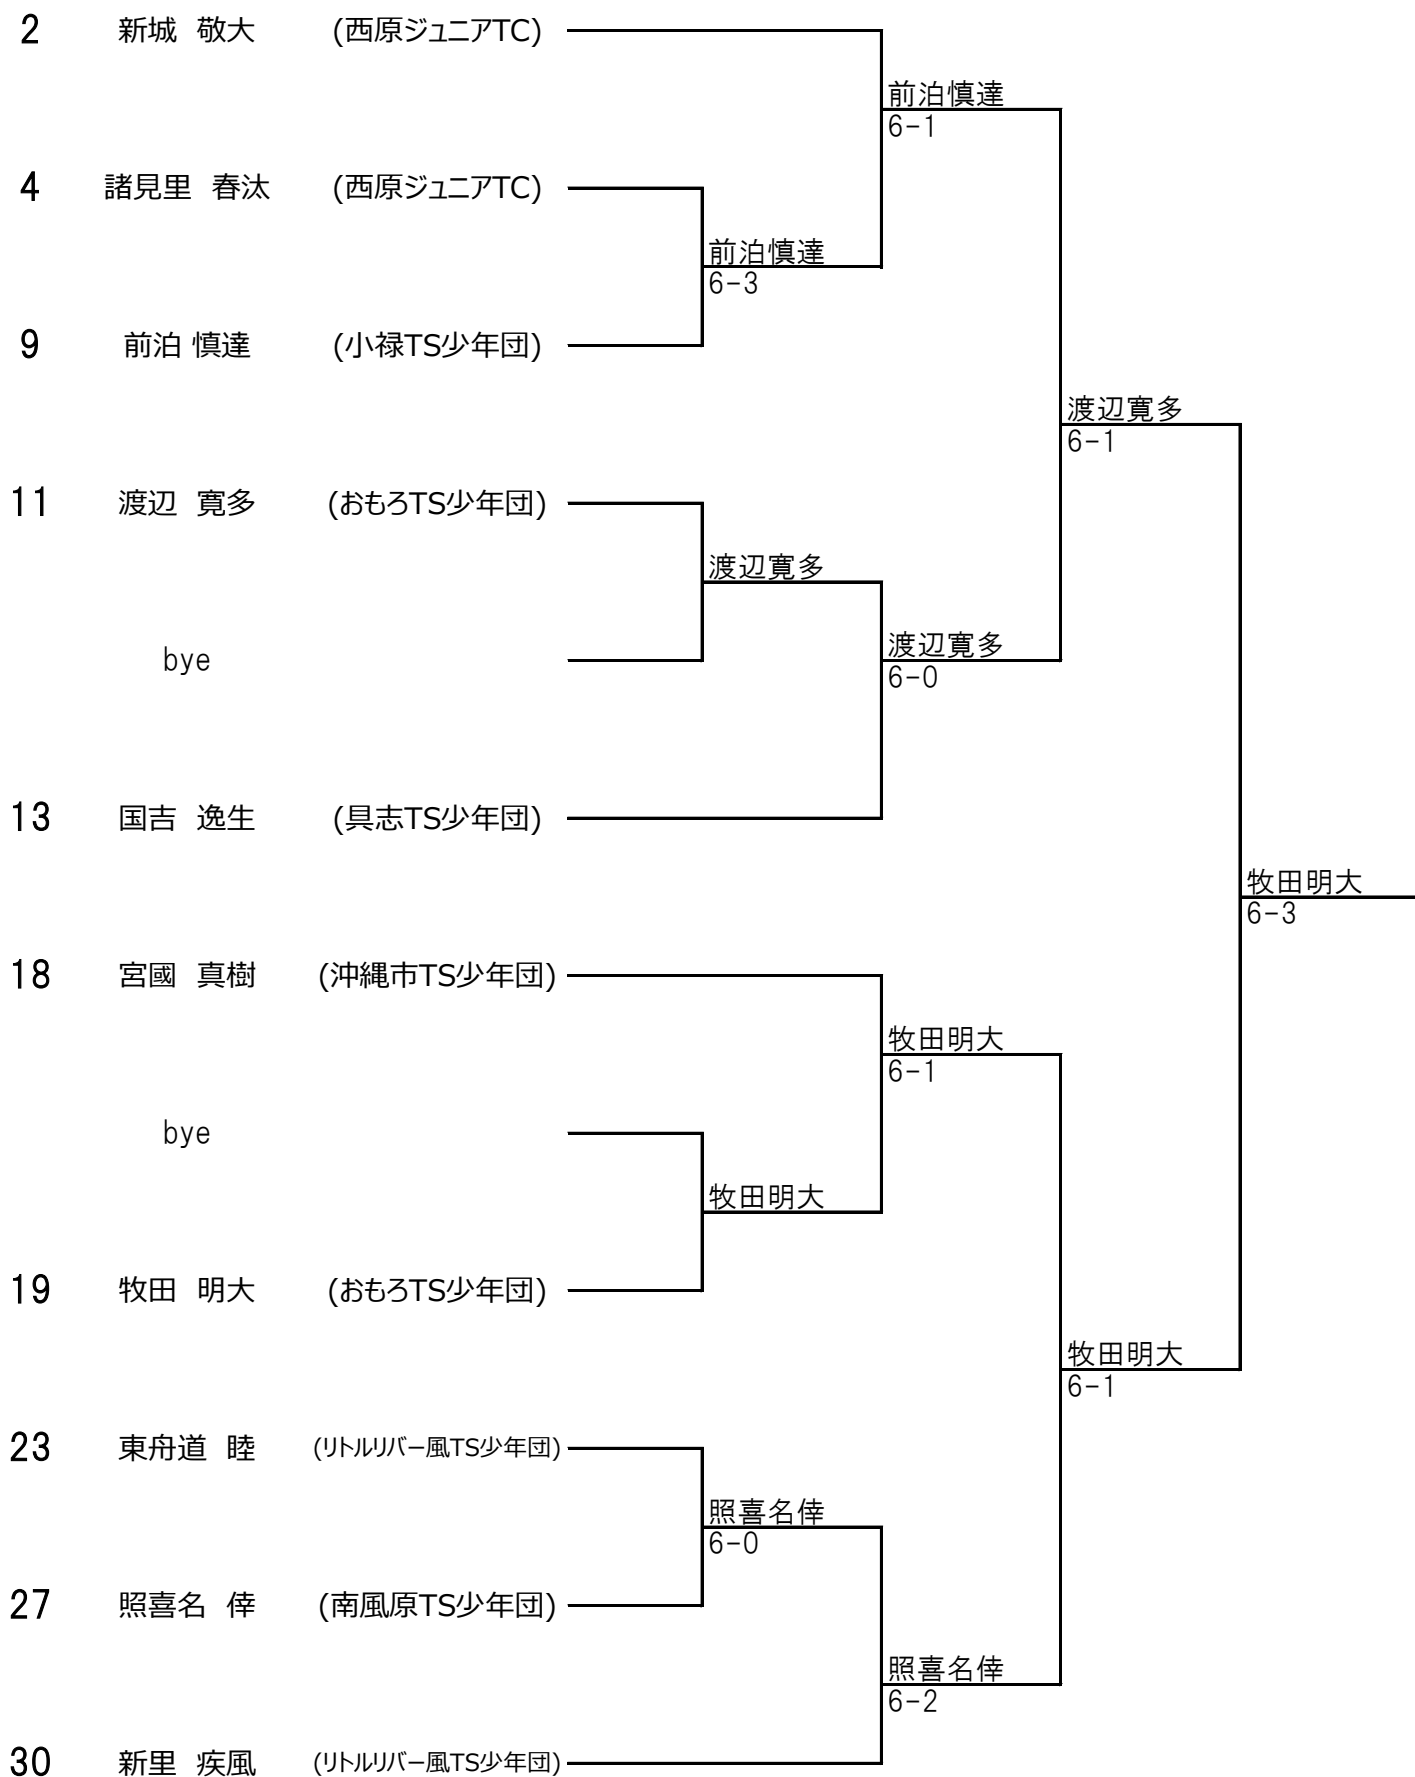 2 新城 敬大 (西原ジュニアTC)
前泊慎達
6-1
4 諸見里 春汰 (西原ジュニアTC)
前泊慎達
6-3
9 前泊 慎達 (小禄TS少年団)
渡辺寛多
6-1
11 渡辺 寛多 (おもろTS少年団)
渡辺寛多
bye
渡辺寛多
6-0
13 国吉 逸生 (具志TS少年団)
牧田明大
6-3
18 宮國 真樹 (沖縄市TS少年団)
牧田明大
6-1
bye
牧田明大
19 牧田 明大 (おもろTS少年団)
牧田明大
6-1
23 東舟道 睦 (リトルリバー風TS少年団)
照喜名倖
6-0
27 照喜名 倖 (南風原TS少年団)
照喜名倖
6-2
30 新里 疾風 (リトルリバー風TS少年団)